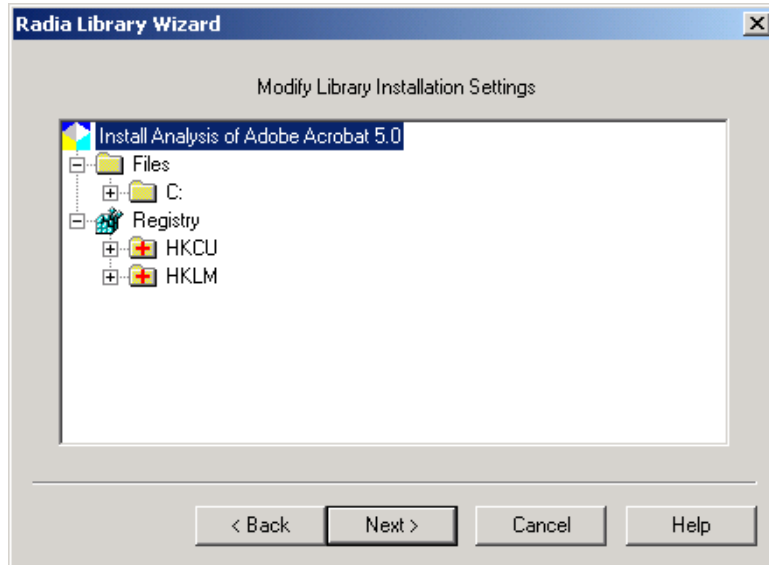 Radia Library Wizard
Modify Library Installation Settings
Install Analysis of Adobe Acrobat 5.0
Files
C:
Registry
HKCU
HKLM
< Back Next > Cancel Help